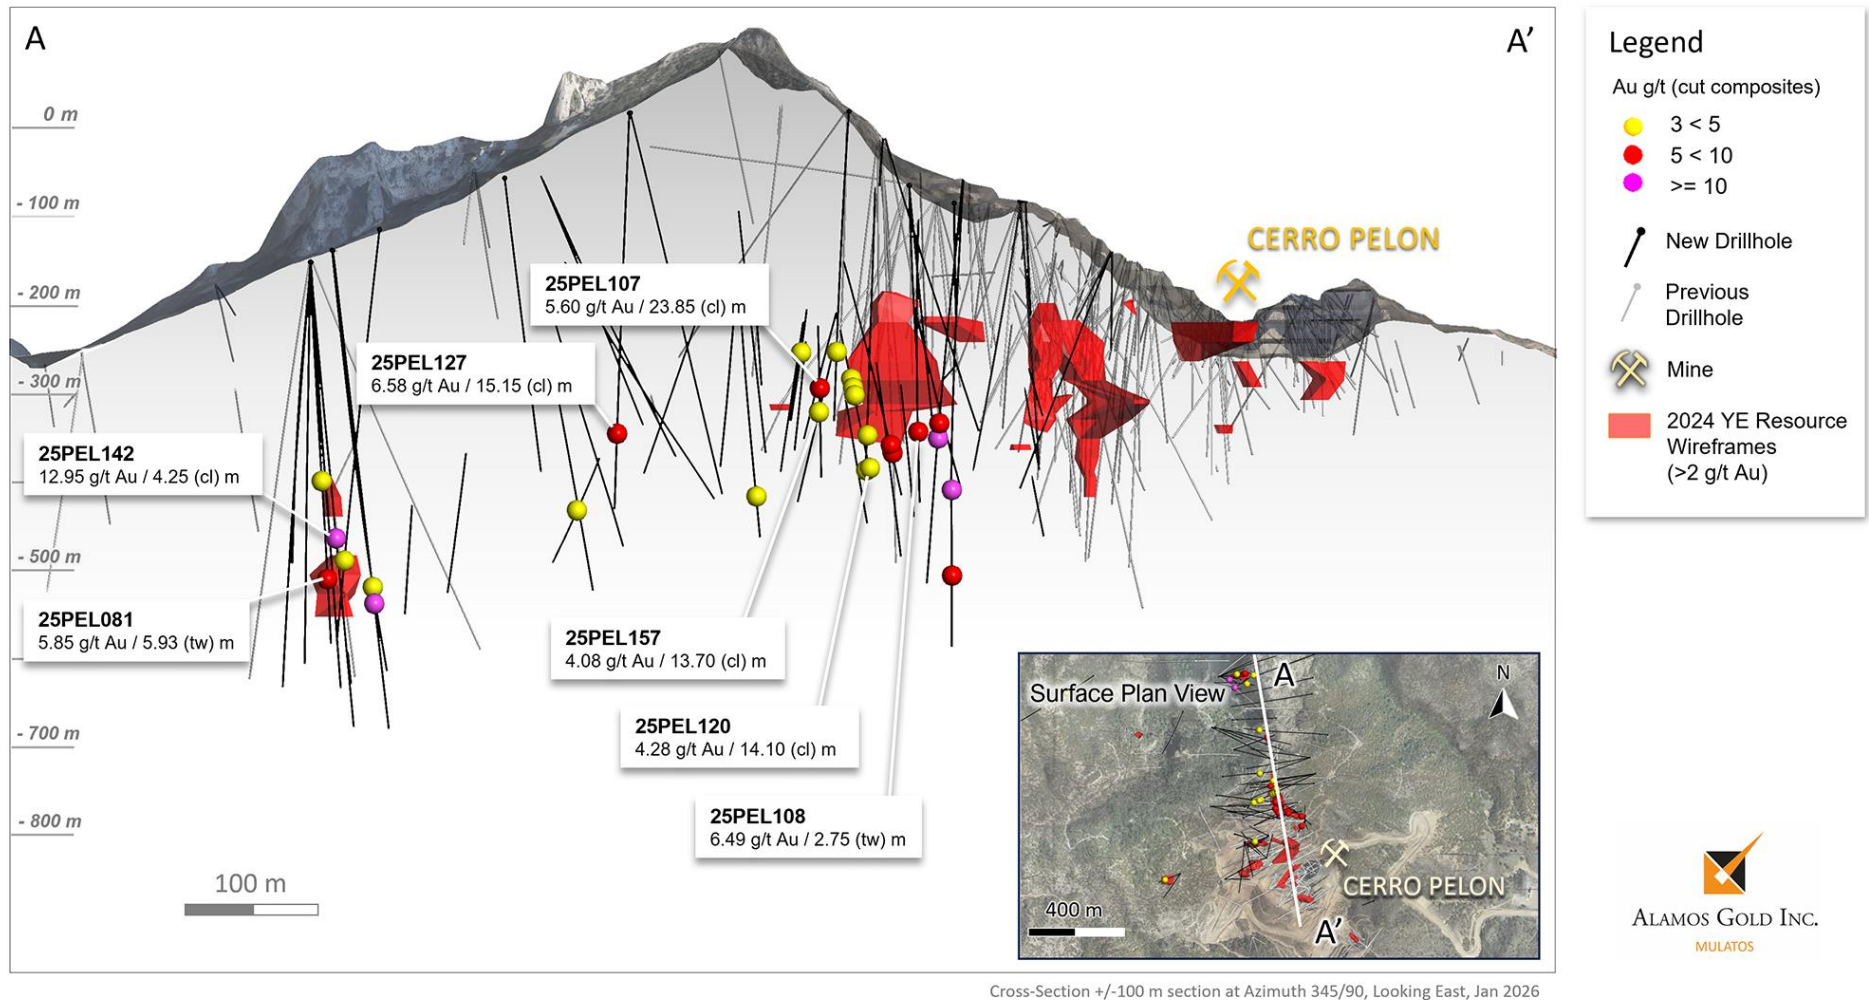 A
A’
0 m
- 100 m
- 200 m
- 300 m
- 500 m
- 700 m
- 800 m
CERRO PELON
25PEL107
5.60 g/t Au / 23.85 (cl) m
25PEL127
6.58 g/t Au / 15.15 (cl) m
25PEL142
12.95 g/t Au / 4.25 (cl) m
25PEL081
5.85 g/t Au / 5.93 (tw) m
25PEL157
4.08 g/t Au / 13.70 (cl) m
25PEL120
4.28 g/t Au / 14.10 (cl) m
25PEL108
6.49 g/t Au / 2.75 (tw) m
100 m
Surface Plan View
A
N
CERRO PELON
400 m
A’
Legend
Au g/t (cut composites)
3 < 5
5 < 10
>= 10
New Drillhole
Previous
Drillhole
Mine
2024 YE Resource
Wireframes
(>2 g/t Au)
ALAMOS GOLD INC.
MULATOS
Cross-Section +/-100 m section at Azimuth 345/90, Looking East, Jan 2026